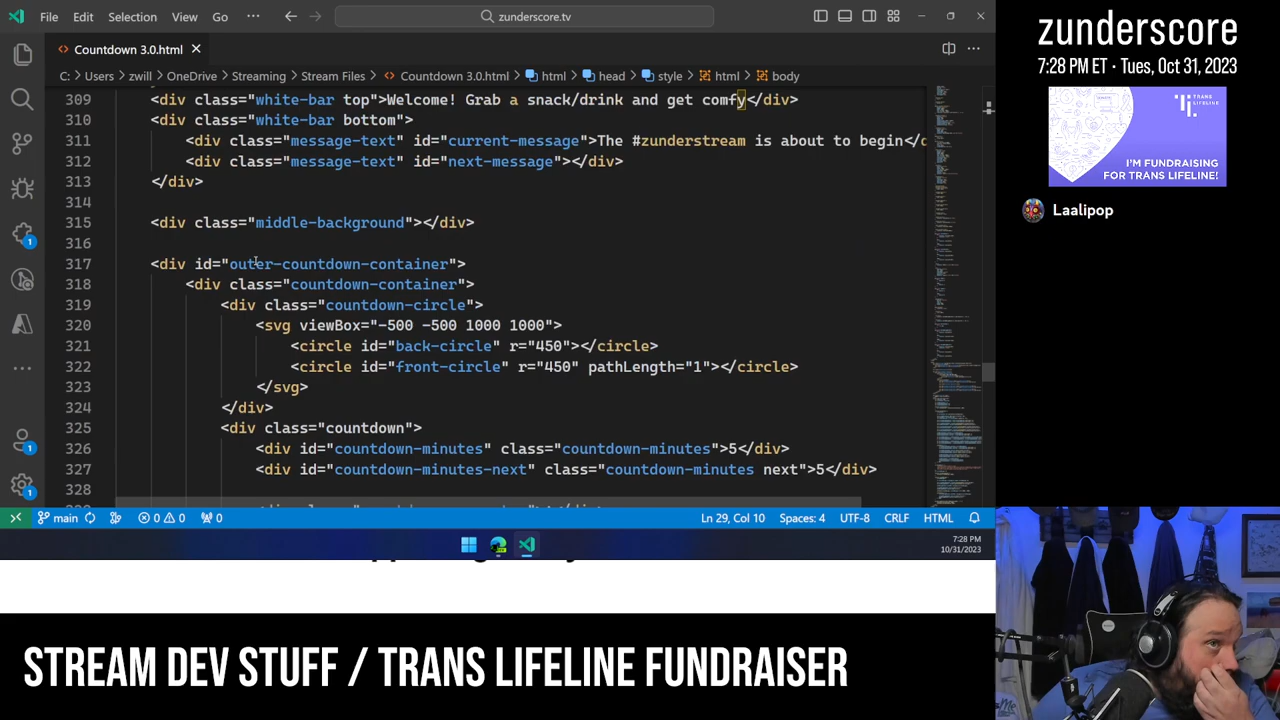 File Edit Selection View Go ··· zunderscore.tv
Countdown 3.0.html
C: > Users > zwill > OneDrive > Streaming > Stream Files > Countdown 3.0.html > html > head > style > html > body
309 <div class="white-bar top">Welcome! Grab a snack/drink and get comfy</div>
310 <div class="white-bar bottom">
311 <div class="message-text" id="current-message">The #zunderstream is about to begin</d
312 <div class="message-text" id="next-message"></div>
313 </div>
314
315 <div class="middle-background"></div>
316
317 <div id="outer-countdown-container">
318 <div class="countdown-container">
319 <div class="countdown-circle">
320 <svg viewBox="-500 -500 1000 1000">
321 <circle id="back-circle" r="450"></circle>
322 <circle id="front-circle" r="450" pathLength="1"></circle>
323 </svg>
324 </div>
325 <div class="countdown">
326 <div id="countdown-minutes" class="countdown-minutes">5</div>
327 <div id="countdown-minutes-next" class="countdown-minutes next">5</div>
328
main 0 0 0 Ln 29, Col 10 Spaces: 4 UTF-8 CRLF HTML
7:28 PM
10/31/2023
STREAM DEV STUFF / TRANS LIFELINE FUNDRAISER
zunderscore
7:28 PM ET · Tues, Oct 31, 2023
TRANS
LIFELINE
I'M FUNDRAISING
FOR TRANS LIFELINE!
Laalipop